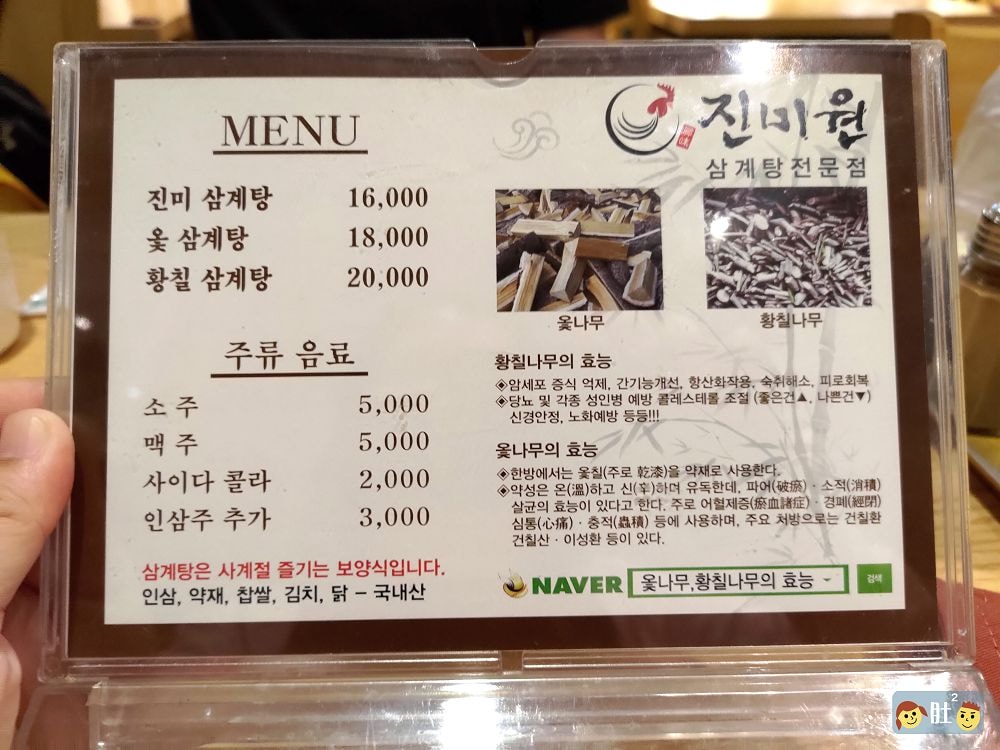 MENU
진미 삼계탕 16,000
옻 삼계탕 18,000
황칠 삼계탕 20,000
주류 음료
소 주 5,000
맥 주 5,000
사이다 콜라 2,000
인삼주 추가 3,000
삼계탕은 사계절 즐기는 보양식입니다.
인삼, 약재, 찹쌀, 김치, 닭 – 국내산
진미원
삼계탕전문점
옻나무
황칠나무
황칠나무의 효능
◈암세포 증식 억제, 간기능개선, 항산화작용, 숙취해소, 피로회복
◈당뇨 및 각종 성인병 예방 콜레스테롤 조절 (좋은건▲, 나쁜건▼)
신경안정, 노화예방 등등!!!
옻나무의 효능
◈한방에서는 옻칠(주로 乾漆)을 약재로 사용한다.
◈약성은 온(溫)하고 신(辛)하며 유독한데, 파어(破瘀)·소적(消積)
살균의 효능이 있다고 한다. 주로 어혈제증(瘀血諸症)·경폐(經閉)
심통(心痛)·충적(蟲積) 등에 사용하며, 주요 처방으로는 건칠환
건칠산·이성환 등이 있다.
NAVER 옻나무,황칠나무의 효능 검색
肚2